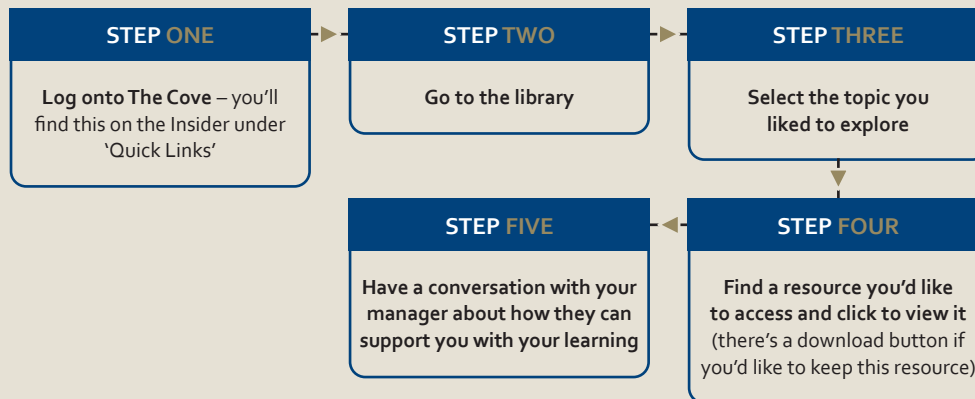 STEP ONE
Log onto The Cove – you’ll
find this on the Insider under
‘Quick Links’
STEP TWO
Go to the library
STEP THREE
Select the topic you
liked to explore
STEP FOUR
Find a resource you’d like
to access and click to view it
(there’s a download button if
you’d like to keep this resource)
STEP FIVE
Have a conversation with your
manager about how they can
support you with your learning